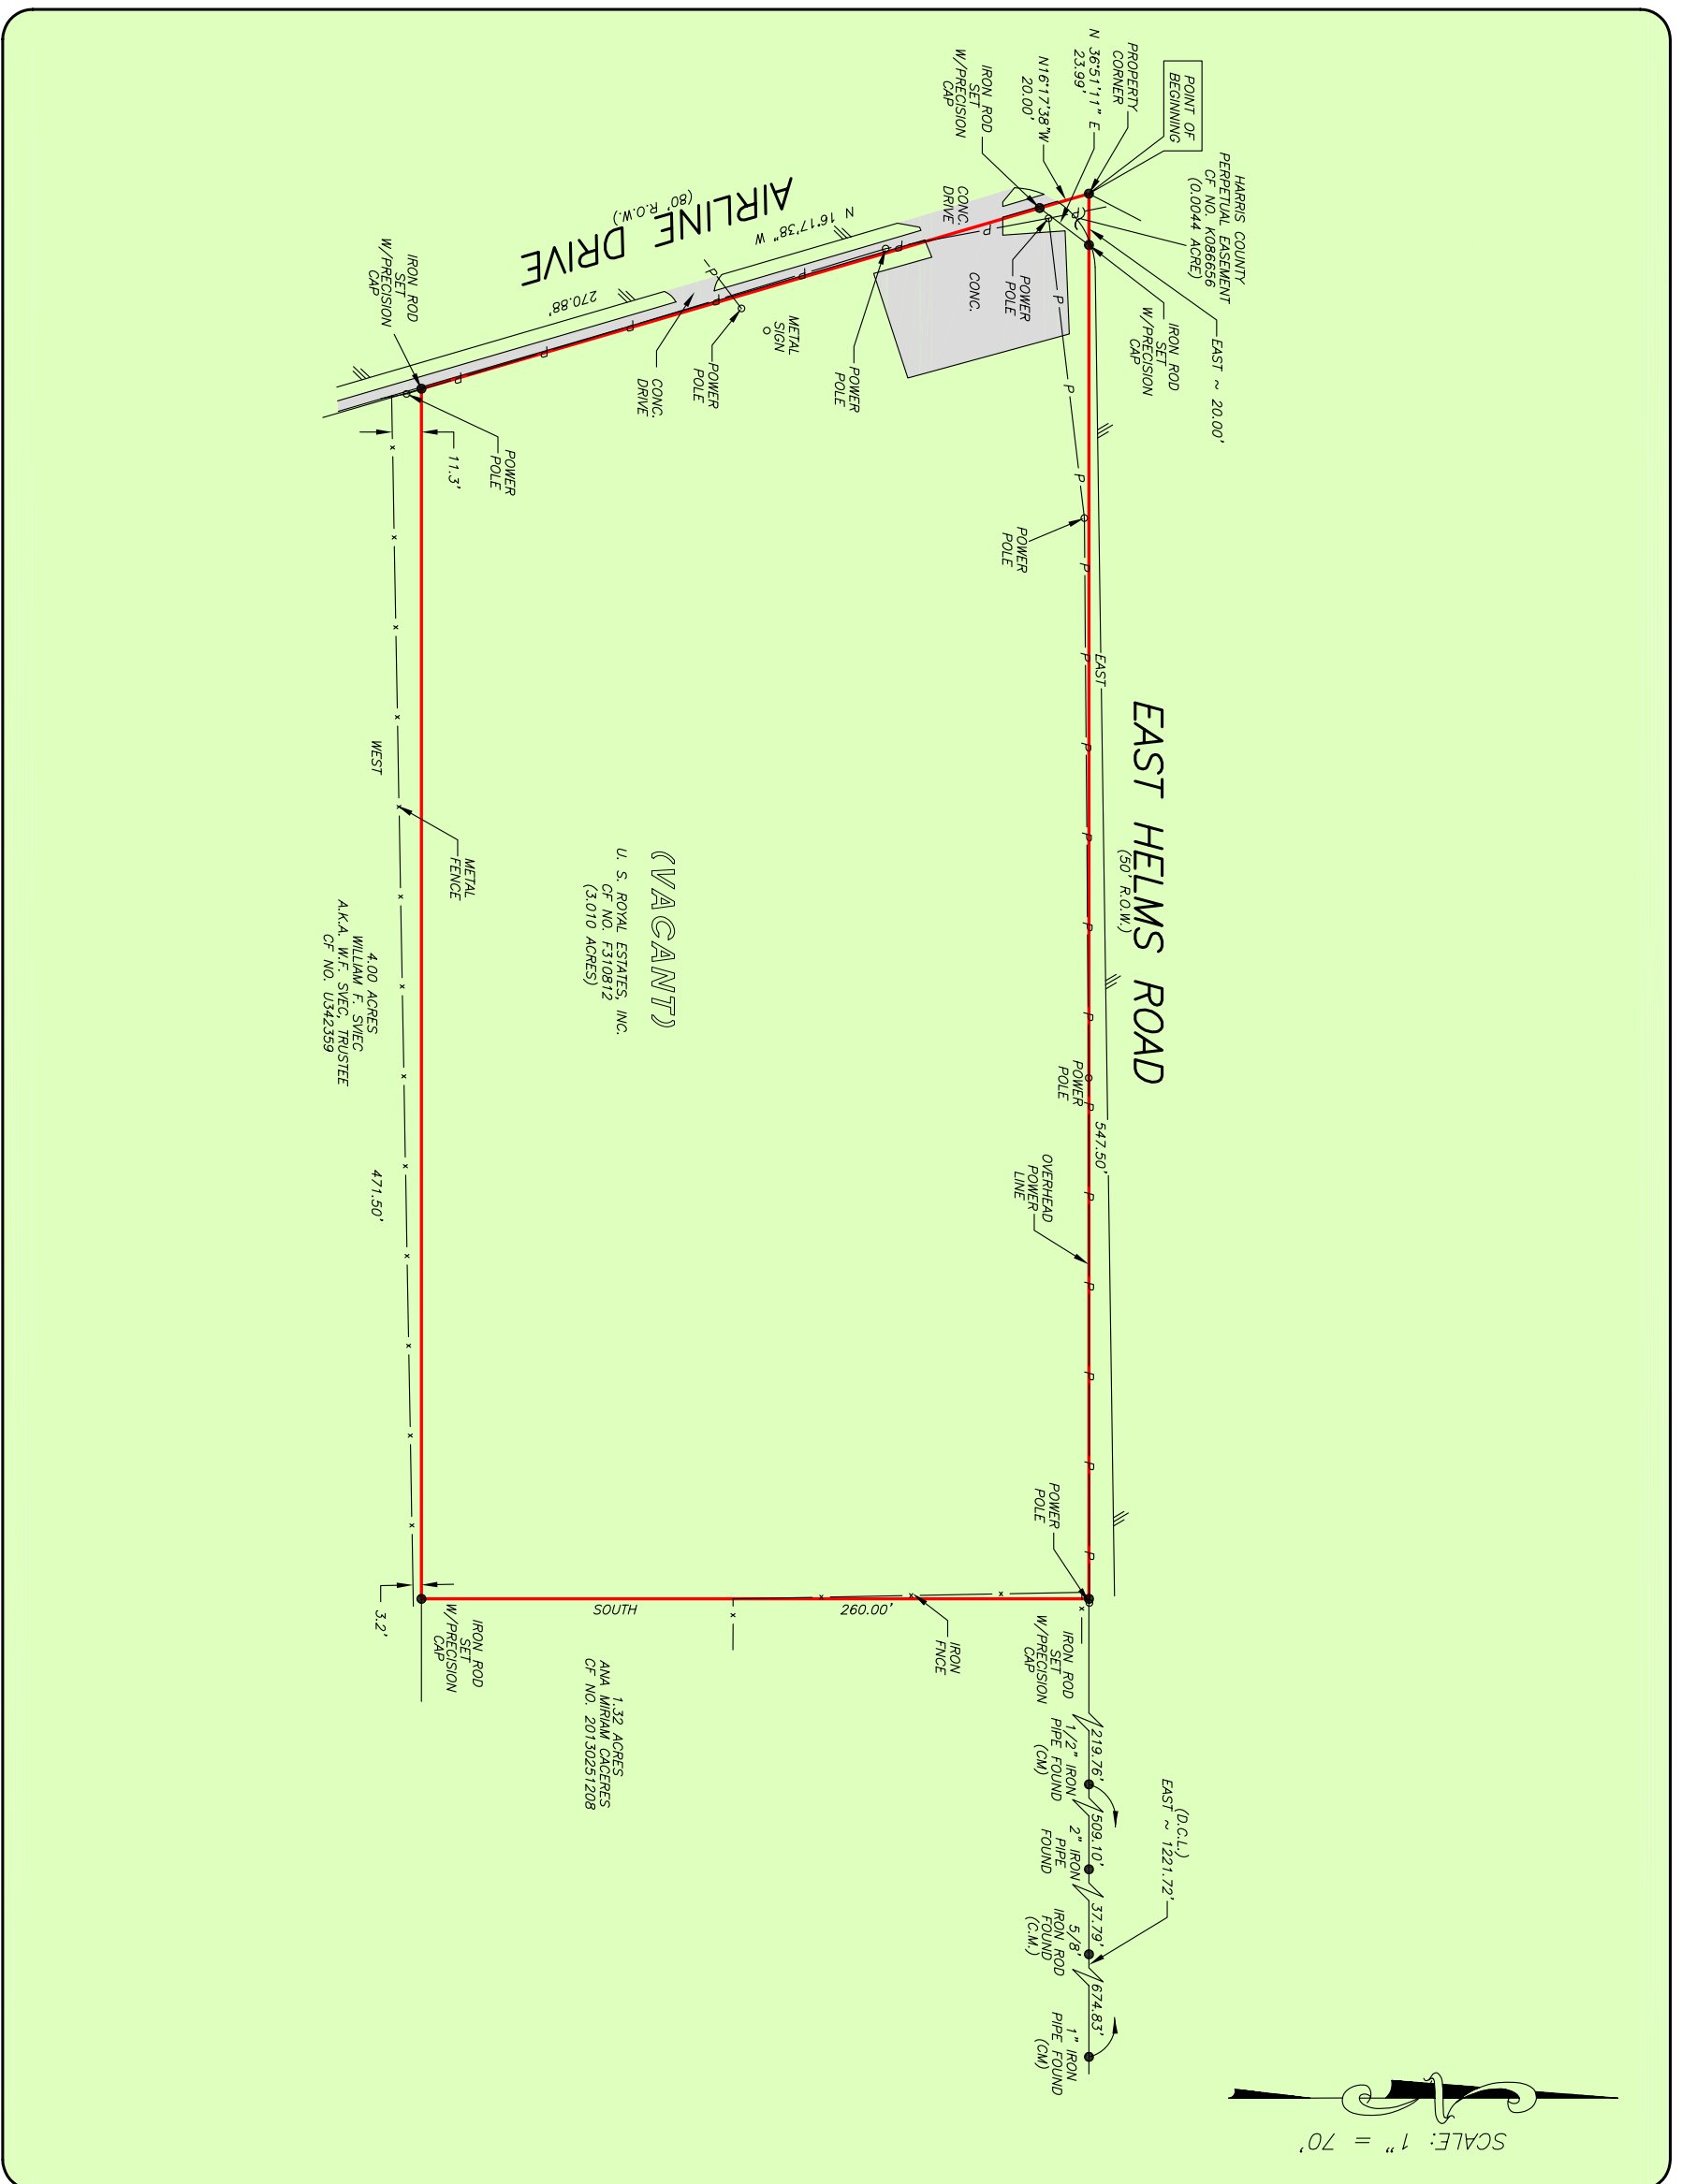 POINT OF
BEGINNING
PROPERTY
CORNER
N 36°51'11" E
23.99'
N16°17'38"W
20.00'
IRON ROD
SET
W/PRECISION
CAP
HARRIS COUNTY
PERPETUAL EASEMENT
CF NO. K086656
(0.0044 ACRE)
EAST ~ 20.00'
IRON ROD
SET
W/PRECISION
CAP
P
CONC.
DRIVE
CONC.
POWER
POLE
AIRLINE DRIVE
(80' R.O.W.)
N 16°17'38" W
270.88'
IRON ROD
SET
W/PRECISION
CAP
METAL
SIGN
POWER
POLE
POWER
POLE
CONC.
DRIVE
POWER
POLE
11.3'
POWER
POLE
EAST
547.50'
EAST HELMS ROAD
(50' R.O.W.)
POWER
POLE
OVERHEAD
POWER
LINE
POWER
POLE
(VACANT)
U. S. ROYAL ESTATES, INC.
CF NO. F310812
(3.010 ACRES)
METAL
FENCE
WEST
471.50'
4.00 ACRES
WILLIAM F. SVIEC
A.K.A. W.F. SVEC, TRUSTEE
CF NO. U342359
3.2'
IRON ROD
SET
W/PRECISION
CAP
SOUTH
260.00'
IRON
FNCE
1.32 ACRES
ANA MIRIAM CACERES
CF NO. 20130251208
IRON ROD
SET
W/PRECISION
CAP
219.76'
1/2" IRON
PIPE FOUND
(CM)
509.10'
2" IRON
PIPE
FOUND
37.79'
5/8'
IRON ROD
FOUND
(C.M.)
674.83'
1" IRON
PIPE FOUND
(CM)
(D.C.L.)
EAST ~ 1221.72'
SCALE: 1" = 70'